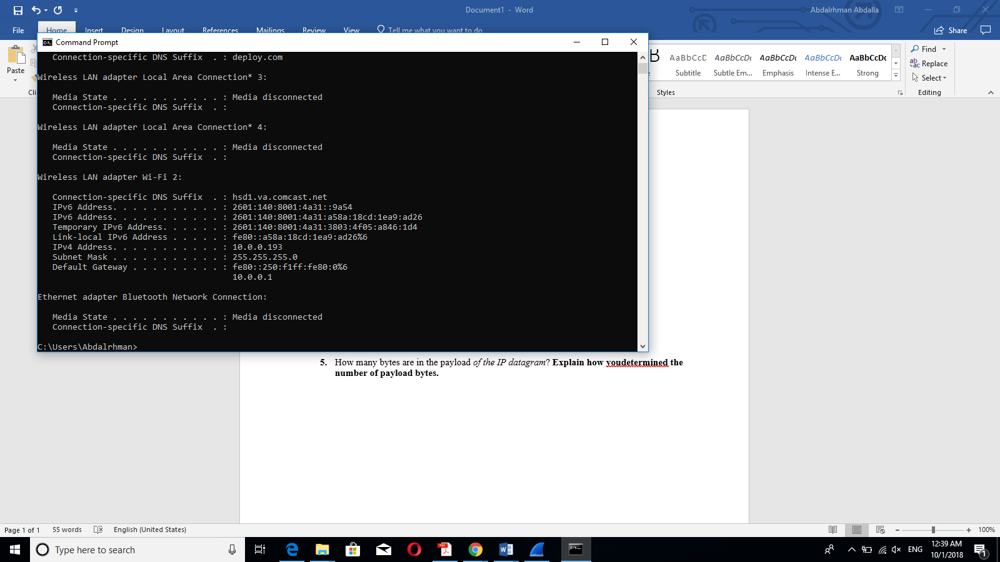 Document1 - Word
Abdalrhman Abdalla
File Home Insert Design Layout References Mailings Review View Tell me what you want to do
Share
Command Prompt
Paste
Connection-specific DNS Suffix . : deploy.com
Wireless LAN adapter Local Area Connection* 3:
Media State . . . . . . . . . . . : Media disconnected
Connection-specific DNS Suffix . :
Wireless LAN adapter Local Area Connection* 4:
Media State . . . . . . . . . . . : Media disconnected
Connection-specific DNS Suffix . :
Wireless LAN adapter Wi-Fi 2:
Connection-specific DNS Suffix . : hsd1.va.comcast.net
IPv6 Address. . . . . . . . . . . : 2601:140:8001:4a31::9a54
IPv6 Address. . . . . . . . . . . : 2601:140:8001:4a31:a58a:18cd:1ea9:ad26
Temporary IPv6 Address. . . . . . : 2601:140:8001:4a31:3803:4f05:a846:1d4
Link-local IPv6 Address . . . . . : fe80::a58a:18cd:1ea9:ad26%6
IPv4 Address. . . . . . . . . . . : 10.0.0.193
Subnet Mask . . . . . . . . . . . : 255.255.255.0
Default Gateway . . . . . . . . . : fe80::250:f1ff:fe80:0%6
10.0.0.1
Ethernet adapter Bluetooth Network Connection:
Media State . . . . . . . . . . . : Media disconnected
Connection-specific DNS Suffix . :
C:\Users\Abdalrhman>
AaBbCcD AaBbCcDc AaBbCcDc AaBbCcDc AaBbCcDc
Subtitle Subtle Em... Emphasis Intense E... Strong
Styles
Find
Replace
Select
Editing
5. How many bytes are in the payload of the IP datagram? Explain how youdetermined the
number of payload bytes.
Page 1 of 1 55 words English (United States)
- + 100%
Type here to search
ENG
12:39 AM
10/1/2018
1